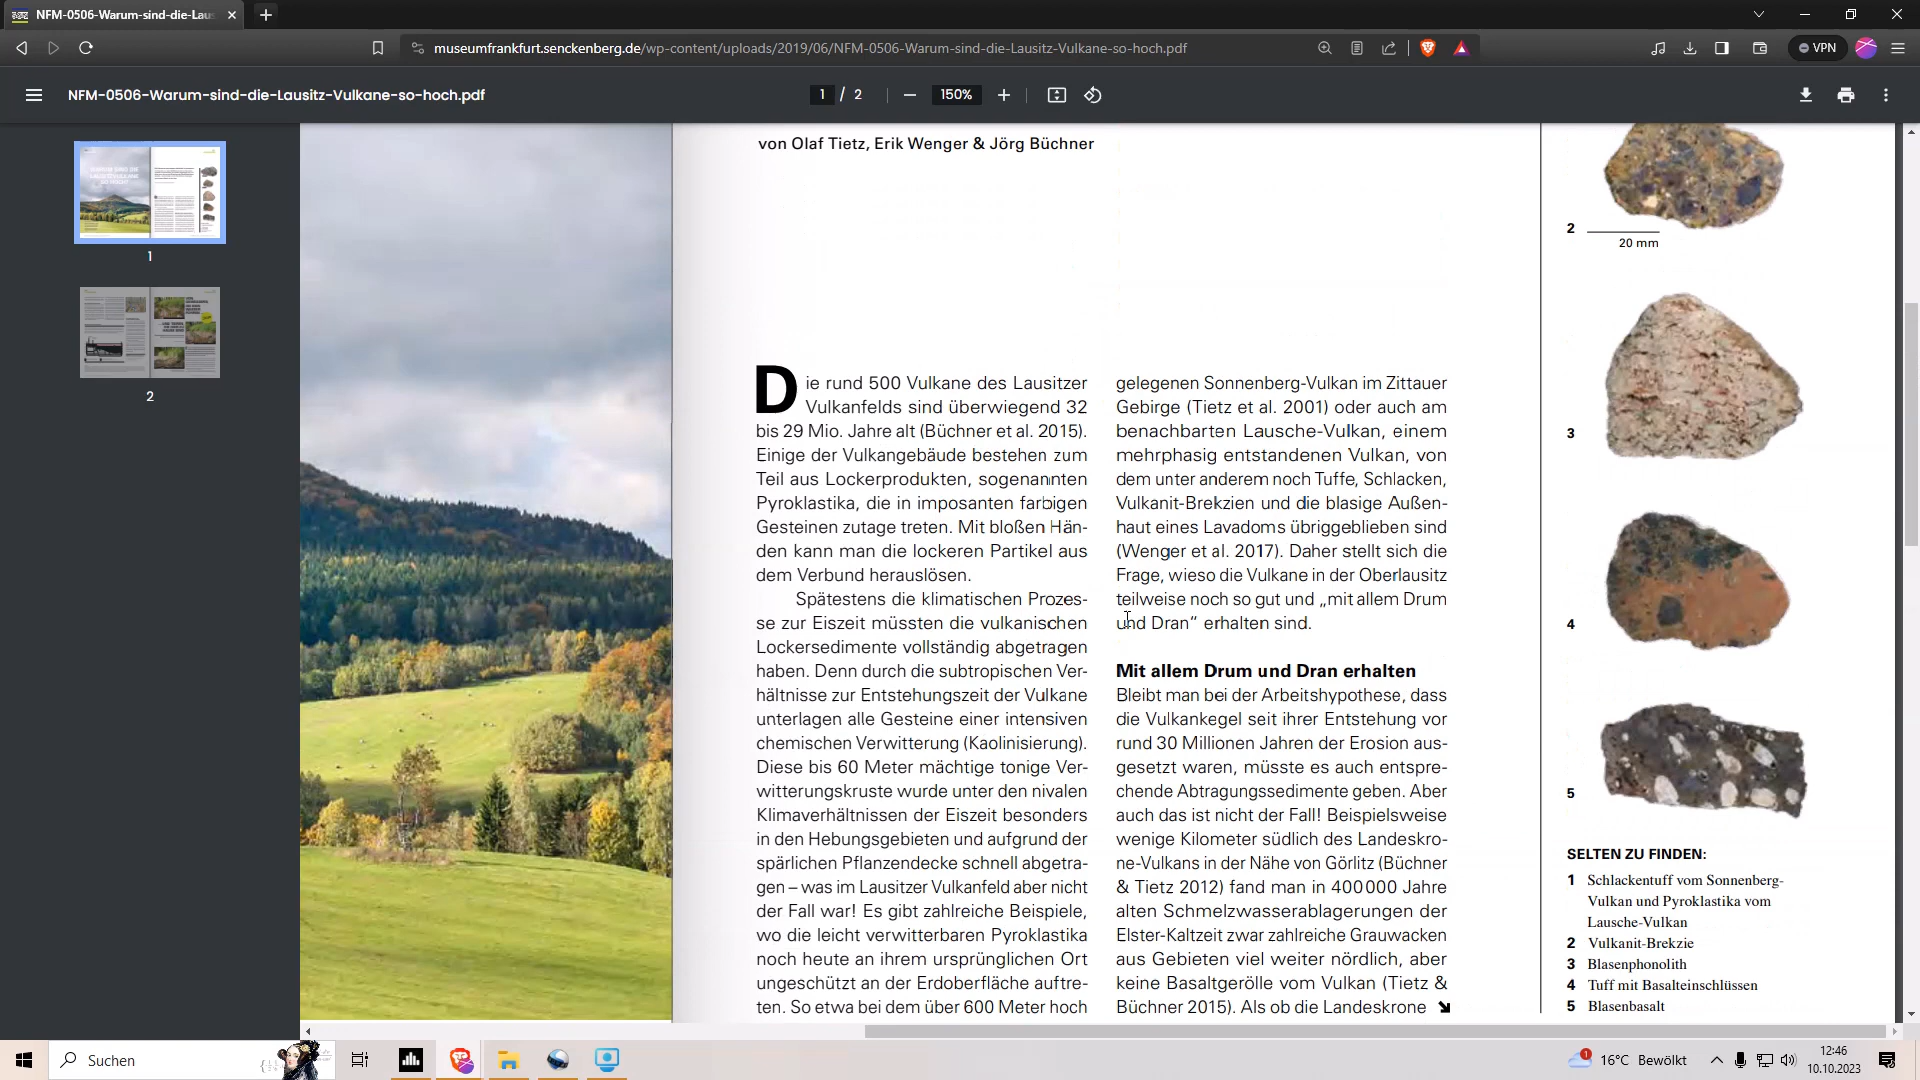 NFM-0506-Warum-sind-die-Lau
museumfrankfurt.senckenberg.de/wp-content/uploads/2019/06/NFM-0506-Warum-sind-die-Lausitz-Vulkane-so-hoch.pdf
VPN
NFM-0506-Warum-sind-die-Lausitz-Vulkane-so-hoch.pdf
1 / 2
150%
1
2
von Olaf Tietz, Erik Wenger & Jörg Büchner
Die rund 500 Vulkane des Lausitzer
Vulkanfelds sind überwiegend 32
bis 29 Mio. Jahre alt (Büchner et al. 2015).
Einige der Vulkangebäude bestehen zum
Teil aus Lockerprodukten, sogenannten
Pyroklastika, die in imposanten farbigen
Gesteinen zutage treten. Mit bloßen Hän-
den kann man die lockeren Partikel aus
dem Verbund herauslösen.
Spätestens die klimatischen Prozes-
se zur Eiszeit müssten die vulkanischen
Lockersedimente vollständig abgetragen
haben. Denn durch die subtropischen Ver-
hältnisse zur Entstehungszeit der Vulkane
unterlagen alle Gesteine einer intensiven
chemischen Verwitterung (Kaolinisierung).
Diese bis 60 Meter mächtige tonige Ver-
witterungskruste wurde unter den nivalen
Klimaverhältnissen der Eiszeit besonders
in den Hebungsgebieten und aufgrund der
spärlichen Pflanzendecke schnell abgetra-
gen – was im Lausitzer Vulkanfeld aber nicht
der Fall war! Es gibt zahlreiche Beispiele,
wo die leicht verwitterbaren Pyroklastika
noch heute an ihrem ursprünglichen Ort
ungeschützt an der Erdoberfläche auftre-
ten. So etwa bei dem über 600 Meter hoch
gelegenen Sonnenberg-Vulkan im Zittauer
Gebirge (Tietz et al. 2001) oder auch am
benachbarten Lausche-Vulkan, einem
mehrphasig entstandenen Vulkan, von
dem unter anderem noch Tuffe, Schlacken,
Vulkanit-Brekzien und die blasige Außen-
haut eines Lavadoms übriggeblieben sind
(Wenger et al. 2017). Daher stellt sich die
Frage, wieso die Vulkane in der Oberlausitz
teilweise noch so gut und „mit allem Drum
und Dran“ erhalten sind.
Mit allem Drum und Dran erhalten
Bleibt man bei der Arbeitshypothese, dass
die Vulkankegel seit ihrer Entstehung vor
rund 30 Millionen Jahren der Erosion aus-
gesetzt waren, müsste es auch entspre-
chende Abtragungssedimente geben. Aber
auch das ist nicht der Fall! Beispielsweise
wenige Kilometer südlich des Landeskro-
ne-Vulkans in der Nähe von Görlitz (Büchner
& Tietz 2012) fand man in 400 000 Jahre
alten Schmelzwasserablagerungen der
Elster-Kaltzeit zwar zahlreiche Grauwacken
aus Gebieten viel weiter nördlich, aber
keine Basaltgerölle vom Vulkan (Tietz &
Büchner 2015). Als ob die Landeskrone
2
20 mm
3
4
5
SELTEN ZU FINDEN:
1 Schlackentuff vom Sonnenberg-
Vulkan und Pyroklastika vom
Lausche-Vulkan
2 Vulkanit-Brekzie
3 Blasenphonolith
4 Tuff mit Basalteinschlüssen
5 Blasenbasalt
Suchen
1
16°C Bewölkt
12:46
10.10.2023